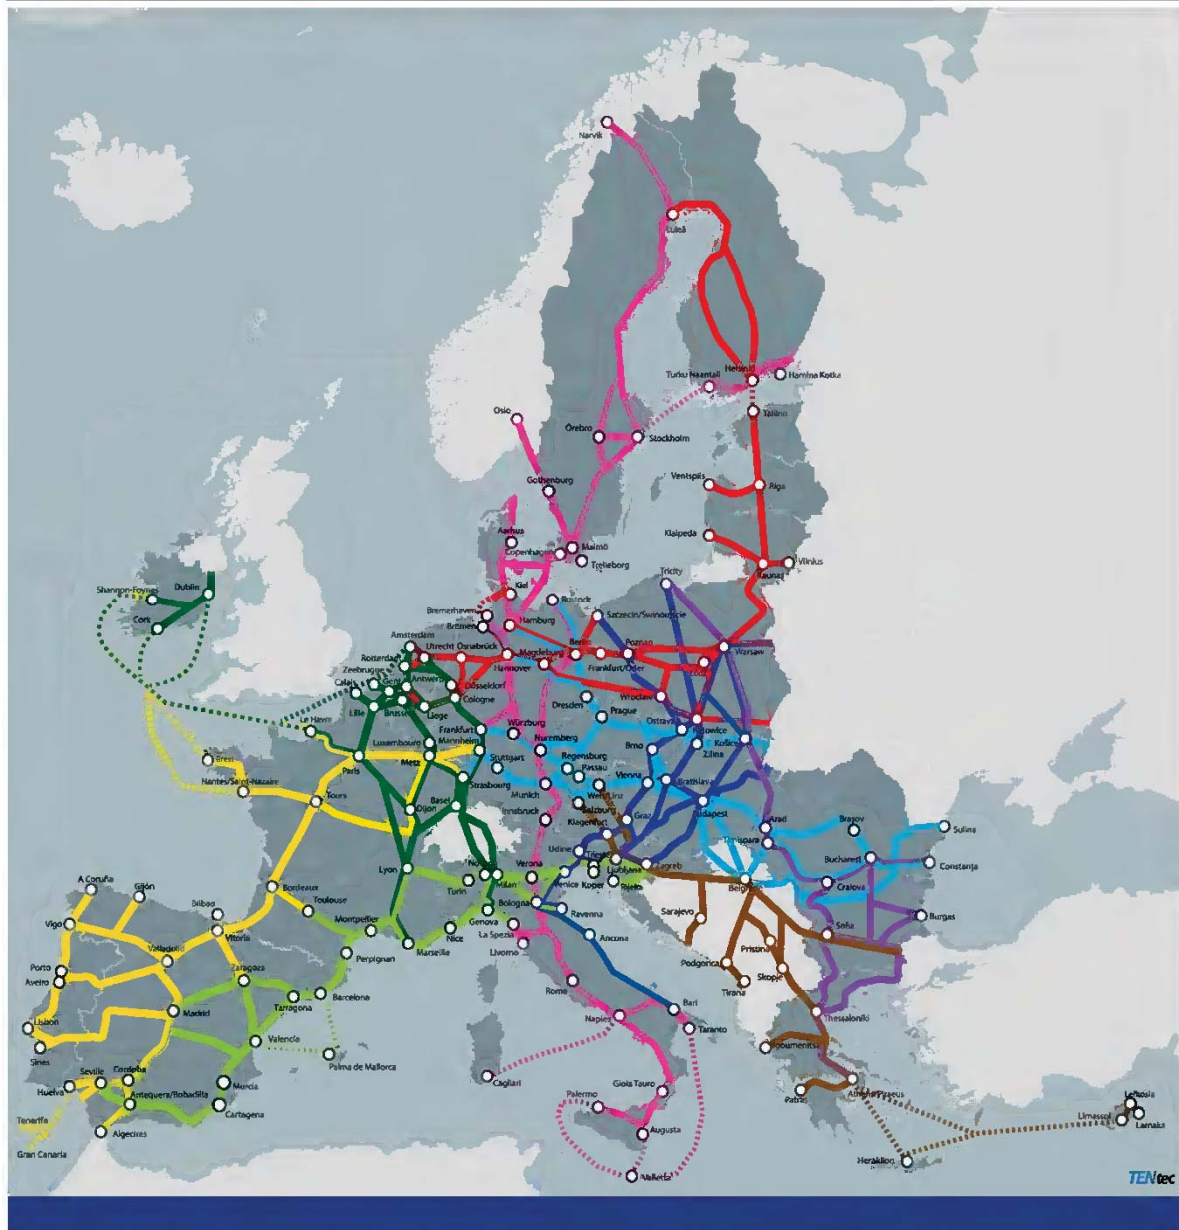 Narvik
Luleå
Helsinki
Turku Naantali
Hamina Kotka
Tallinn
Oslo
Örebro
Stockholm
Gothenburg
Ventspils
Riga
Aarhus
Copenhagen
Malmö
Trelleborg
Klaipeda
Kaunas
Vilnius
Shannon-Foynes
Dublin
Cork
Kiel
Rostock
Tricity
Bremerhaven
Bremen
Hamburg
Szczecin/Swinoujscie
Amsterdam
Utrecht
Osnabrück
Rotterdam
Zeebrugge
Hannover
Magdeburg
Berlin
Frankfurt/Oder
Poznan
Warsaw
Łódź
Calais
Gent
Antwerp
Düsseldorf
Cologne
Lille
Brussels
Liege
Dresden
Wrocław
Prague
Le Havre
Frankfurt
Würzburg
Ostrava
Katowice
Luxembourg
Mannheim
Nuremberg
Brno
Žilina
Košice
Brest
Paris
Metz
Stuttgart
Regensburg
Passau
Nantes/Saint-Nazaire
Strasbourg
Munich
Wels/Linz
Vienna
Bratislava
Tours
Dijon
Basel
Innsbruck
Salzburg
Klagenfurt
Graz
Budapest
Arad
Brașov
Sulina
Timișoara
Udine
Trieste
Lyon
Novara
Milan
Verona
Venice
Koper
Ljubljana
Rijeka
Zagreb
Bucharest
Constanța
Turin
Belgrade
Craiova
A Coruña
Gijón
Bordeaux
Bilbao
Toulouse
Montpellier
Genova
Bologna
Ravenna
Sarajevo
Burgas
Vigo
Vitoria
Nice
La Spezia
Ancona
Sofia
Valladolid
Marseille
Livorno
Pristina
Perpignan
Podgorica
Skopje
Porto
Aveiro
Zaragoza
Barcelona
Tarragona
Rome
Tirana
Madrid
Naples
Bari
Taranto
Thessaloniki
Lisbon
Sines
Valencia
Palma de Mallorca
Igoumenitsa
Seville
Cordoba
Huelva
Murcia
Cagliari
Gioia Tauro
Patras
Athens/Piraeus
Antequera/Bobadilla
Cartagena
Palermo
Tenerife
Algeciras
Augusta
Lefkosia
Limassol
Larnaka
Gran Canaria
Heraklion
Valletta
TENtec